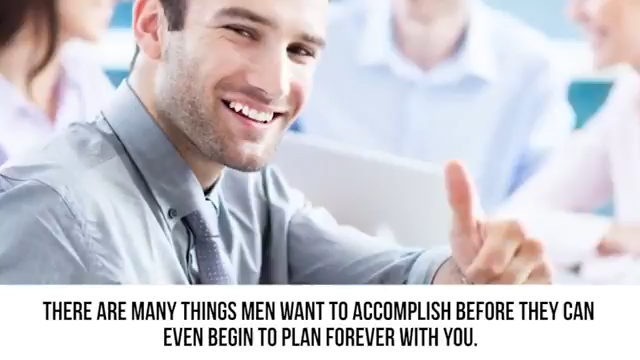 THERE ARE MANY THINGS MEN WANT TO ACCOMPLISH BEFORE THEY CAN
EVEN BEGIN TO PLAN FOREVER WITH YOU.